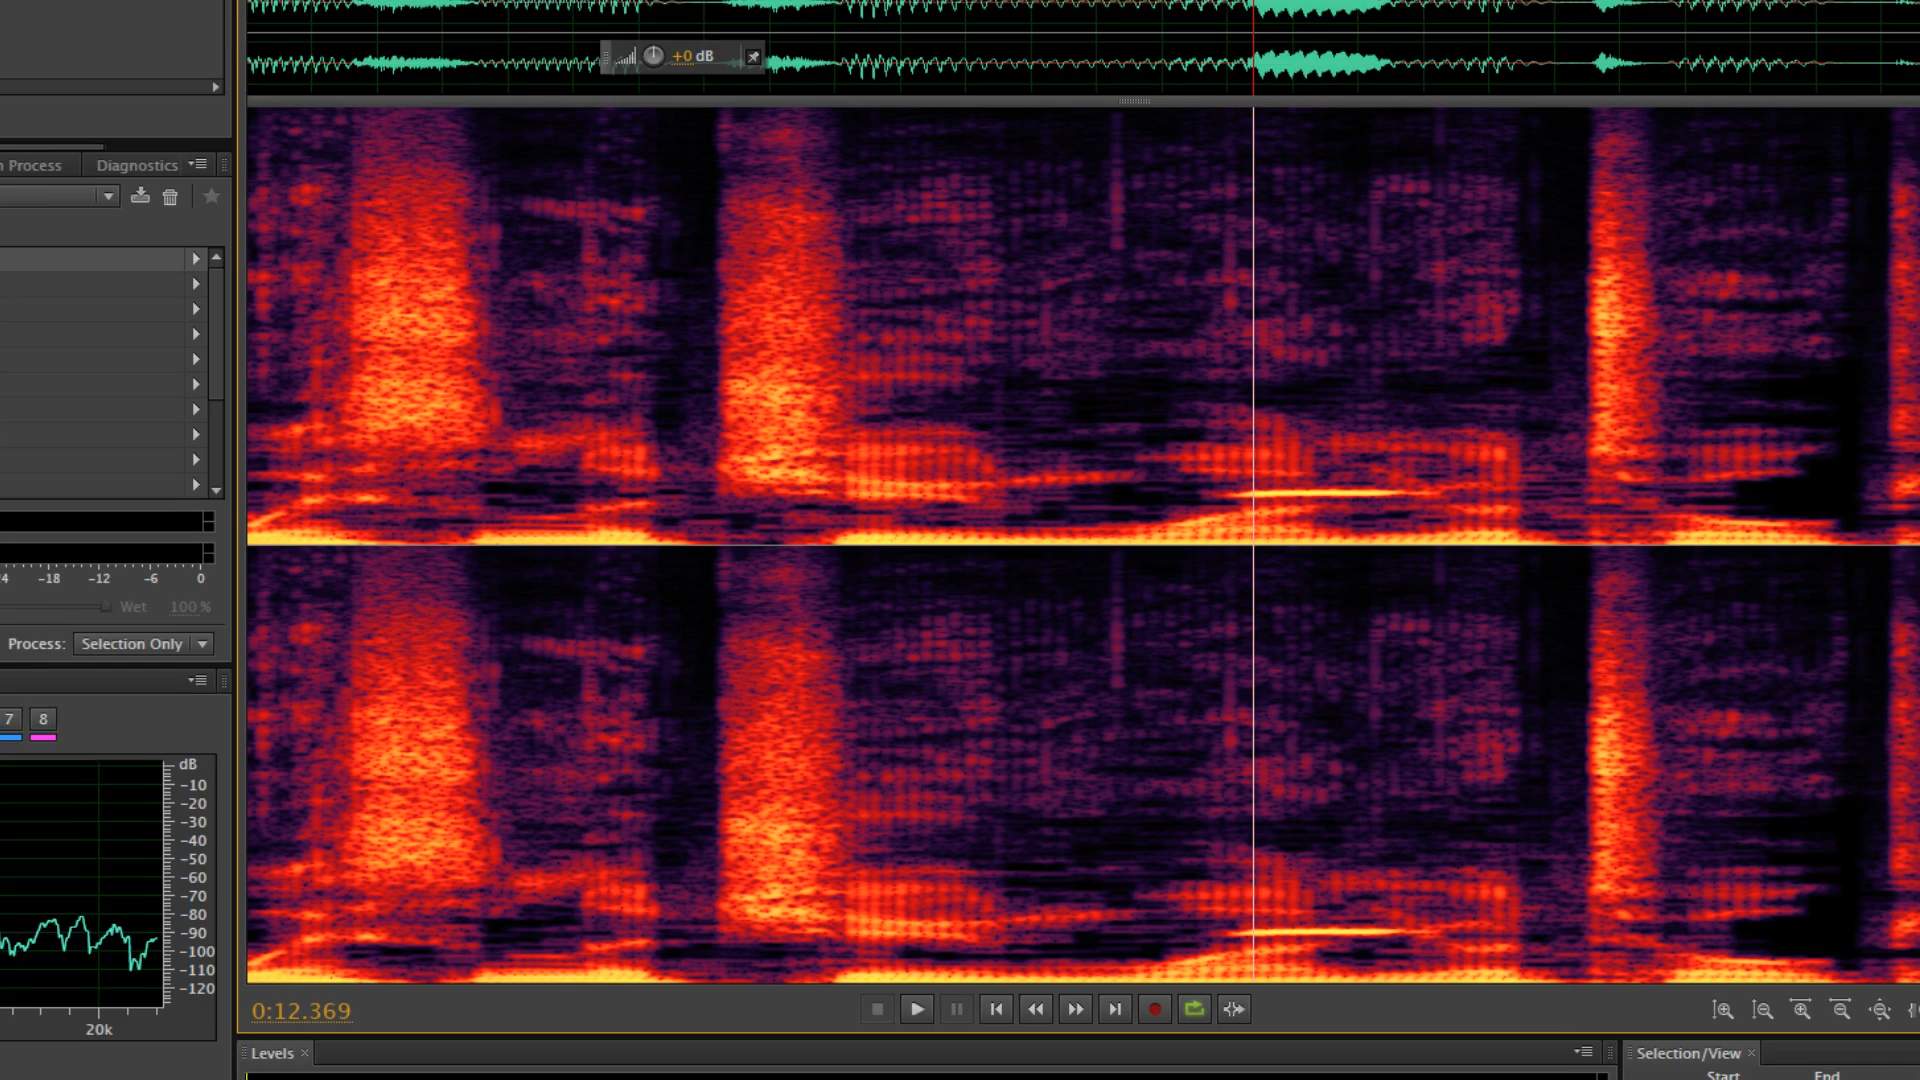 +0 dB
n Process
Diagnostics
4 -18 -12 -6 0
Wet 100 %
Process: Selection Only
7 8
dB
-10
-20
-30
-40
-50
-60
-70
-80
-90
-100
-110
-120
20k
0:12.369
Levels
Selection/View
Start End